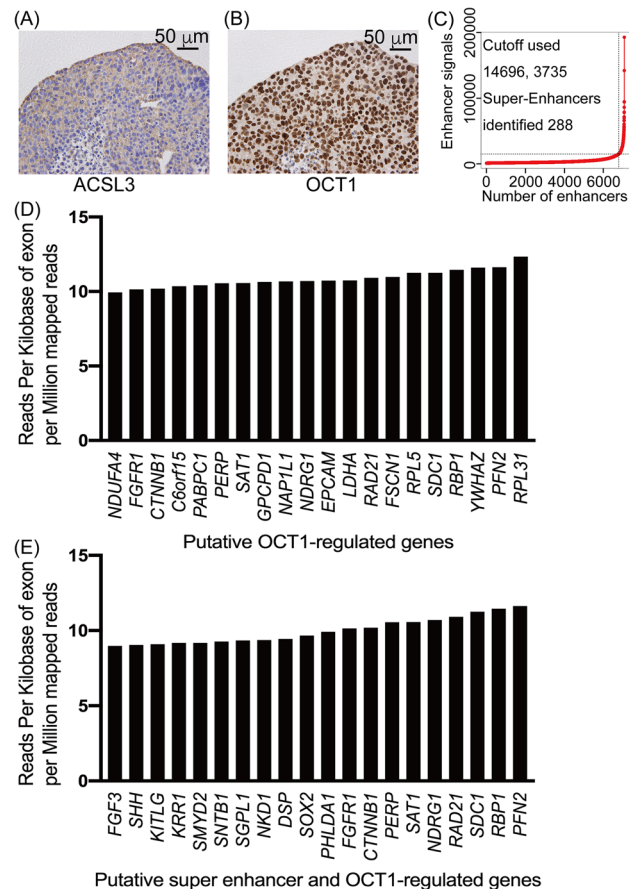 (A)
50 μm
ACSL3
(B)
50 μm
OCT1
(C)
Enhancer signals
200000
100000
0
Cutoff used
14696, 3735
Super-Enhancers
identified 288
0 2000 4000 6000
Number of enhancers
(D)
Reads Per Kilobase of exon
per Million mapped reads
15
10
5
0
NDUFA4
FGFR1
CTNNB1
C6orf15
PABPC1
PERP
SAT1
GPCPD1
NAP1L1
NDRG1
EPCAM
LDHA
RAD21
FSCN1
RPL5
SDC1
RBP1
YWHAZ
PFN2
RPL31
Putative OCT1-regulated genes
(E)
Reads Per Kilobase of exon
per Million mapped reads
15
10
5
0
FGF3
SHH
KITLG
KRR1
SMYD2
SNTB1
SGPL1
NKD1
DSP
SOX2
PHLDA1
FGFR1
CTNNB1
PERP
SAT1
NDRG1
RAD21
SDC1
RBP1
PFN2
Putative super enhancer and OCT1-regulated genes